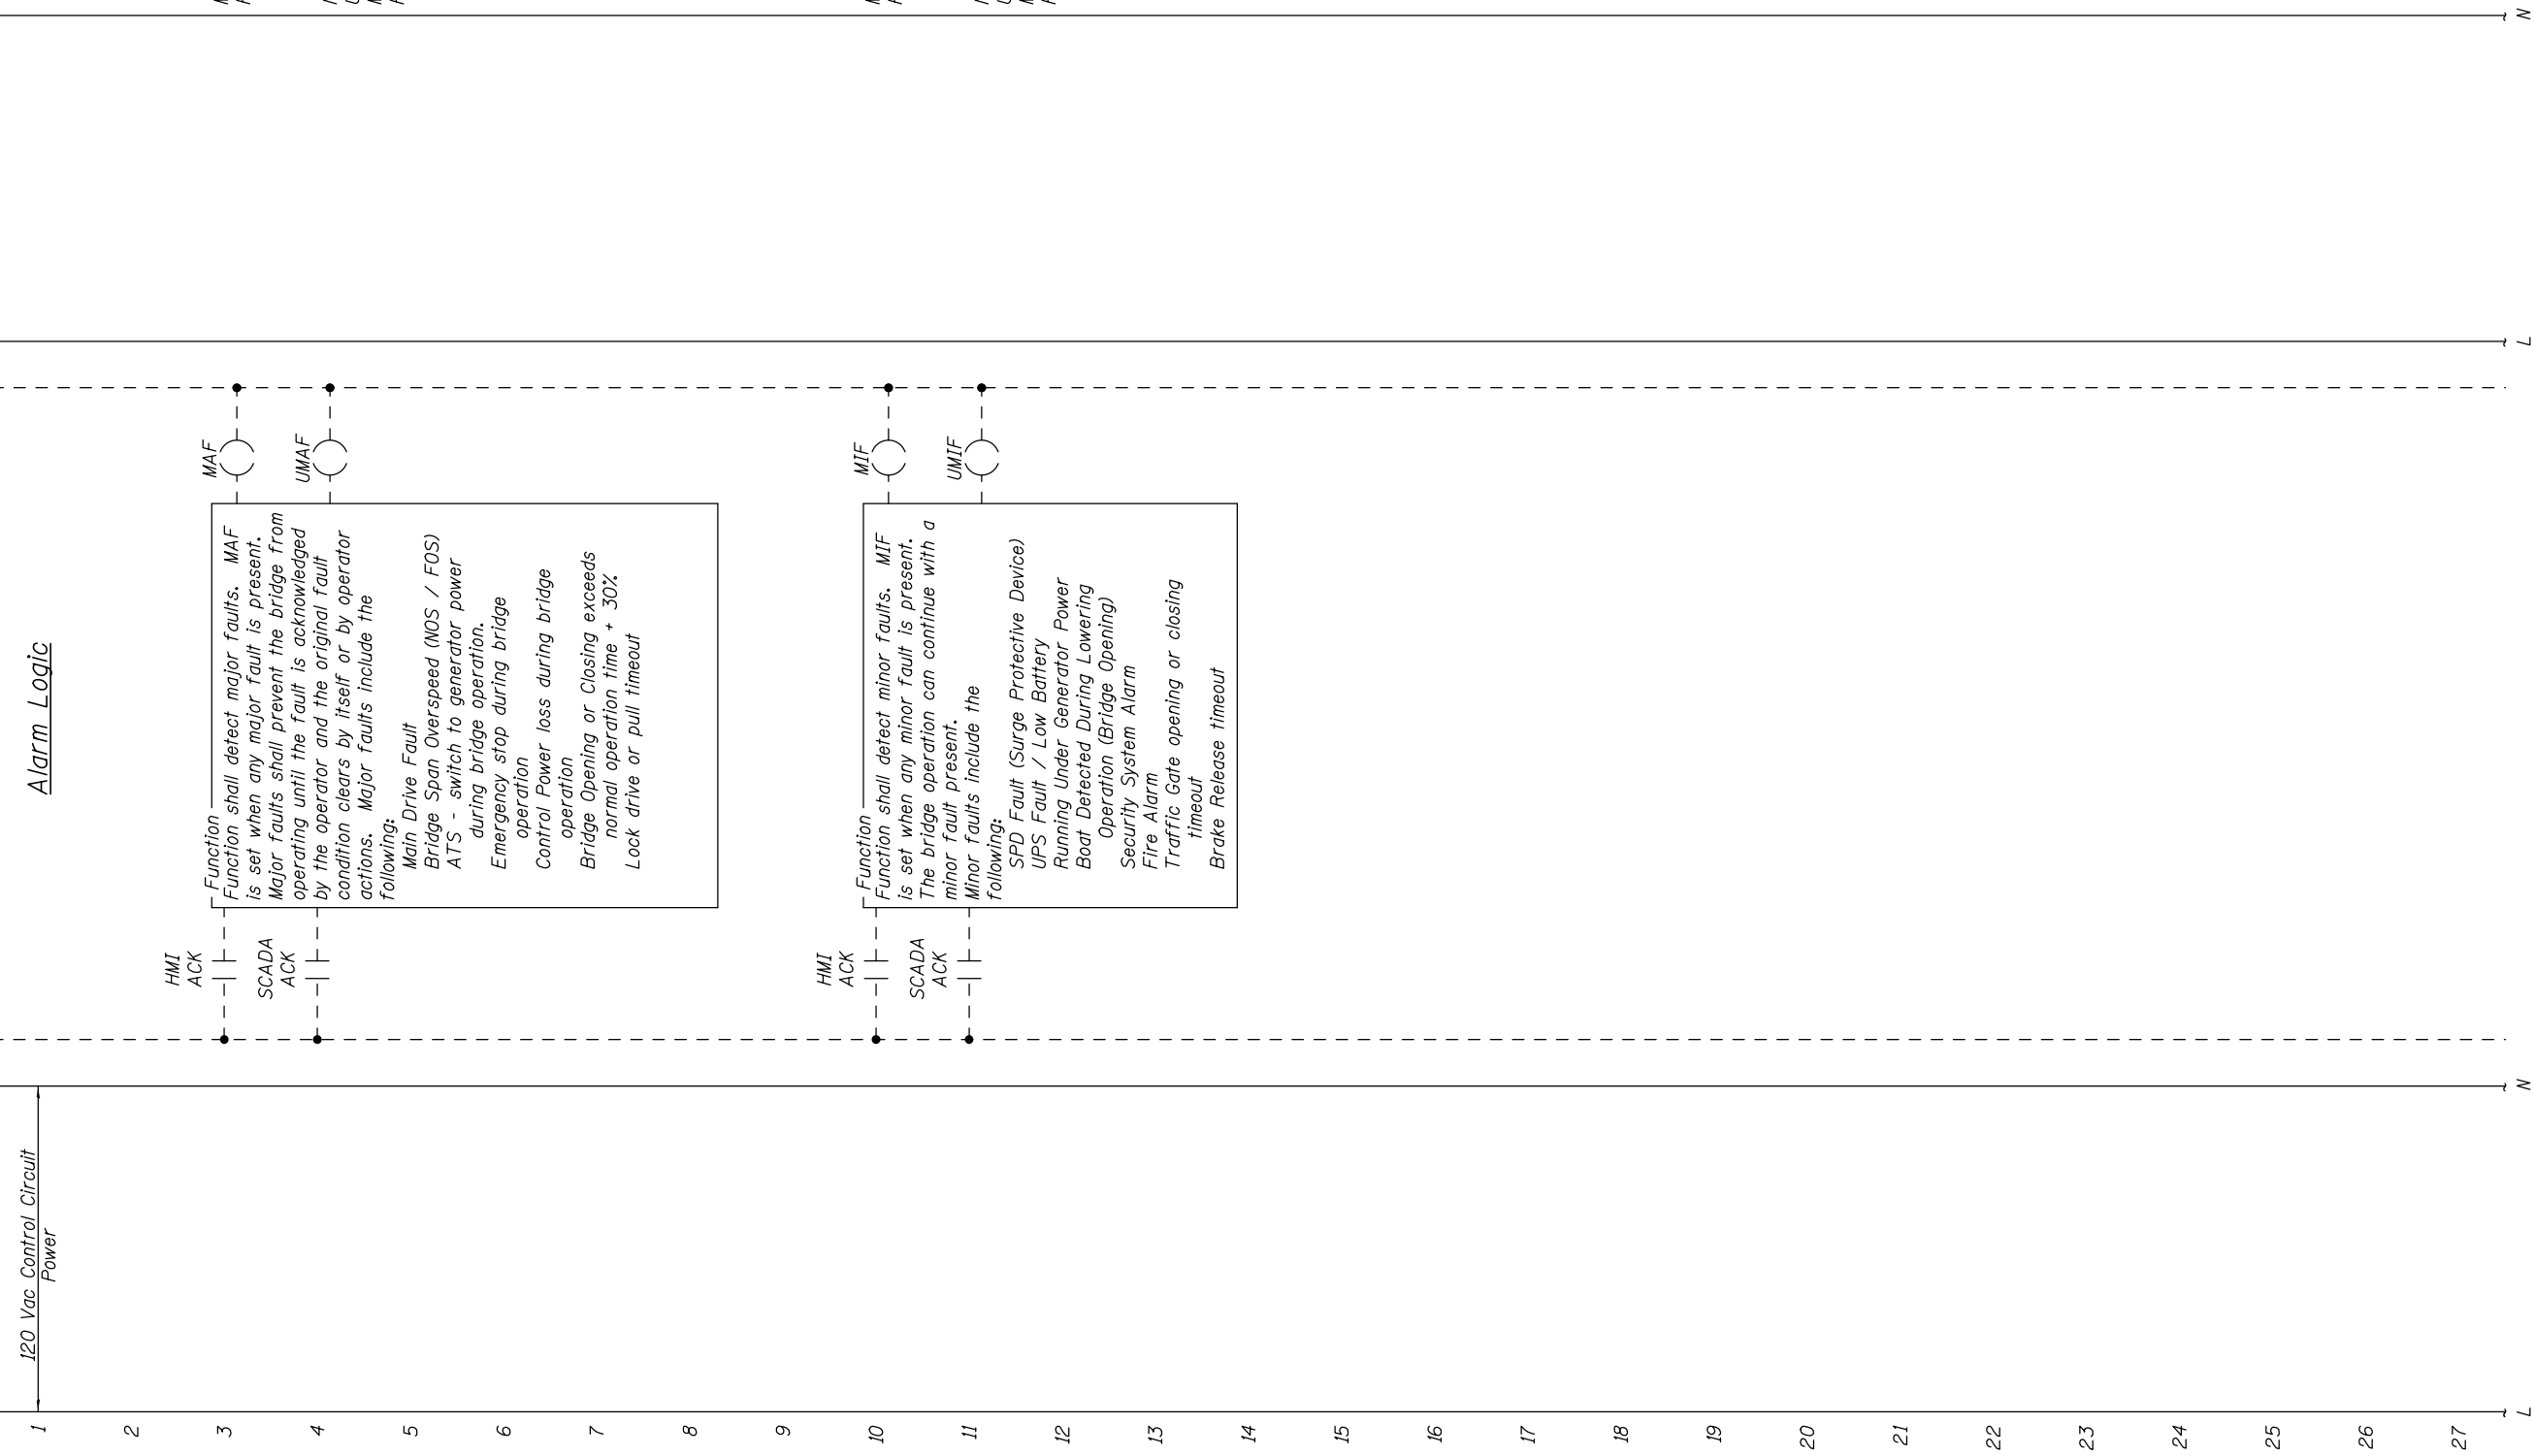 Alarm Logic
120 Vac Control Circuit
Power
L
N
L
N
1
2
3
HMI
ACK
Function
Function shall detect major faults. MAF
is set when any major fault is present.
Major faults shall prevent the bridge from
operating until the fault is acknowledged
by the operator and the original fault
condition clears by itself or by operator
actions. Major faults include the
following:
Main Drive Fault
Bridge Span Overspeed (NOS / FOS)
ATS - switch to generator power
during bridge operation.
Emergency stop during bridge
operation
Control Power loss during bridge
operation
Bridge Opening or Closing exceeds
normal operation time + 30%.
Lock drive or pull timeout
MAF
4
SCADA
ACK
UMAF
5
6
7
8
9
10
HMI
ACK
Function
Function shall detect minor faults. MIF
is set when any minor fault is present.
The bridge operation can continue with a
minor fault present.
Minor faults include the
following:
SPD Fault (Surge Protective Device)
UPS Fault / Low Battery
Running Under Generator Power
Boat Detected During Lowering
Operation (Bridge Opening)
Security System Alarm
Fire Alarm
Traffic Gate opening or closing
timeout
Brake Release timeout
MIF
11
SCADA
ACK
UMIF
12
13
14
15
16
17
18
19
20
21
22
23
24
25
26
27